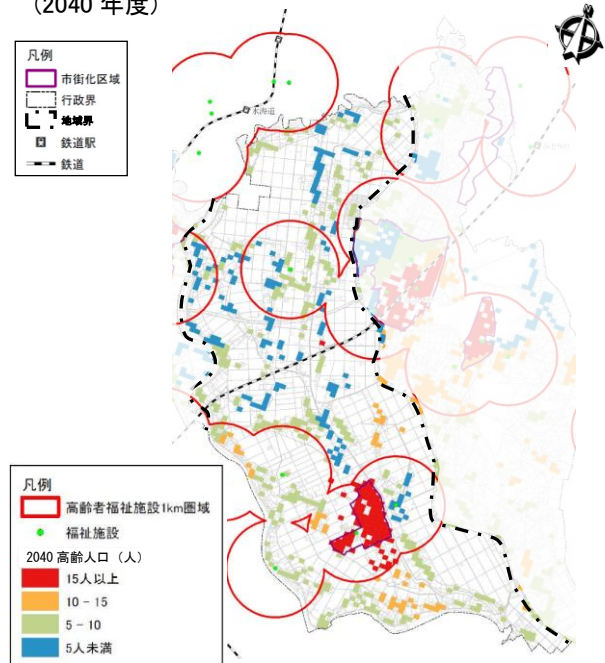 (2040 年度)
凡例
市街化区域
行政界
地域界
鉄道駅
鉄道
水海道
凡例
高齢者福祉施設1km圏域
福祉施設
2040 高齢人口 (人)
15人以上
10 - 15
5 - 10
5人未満